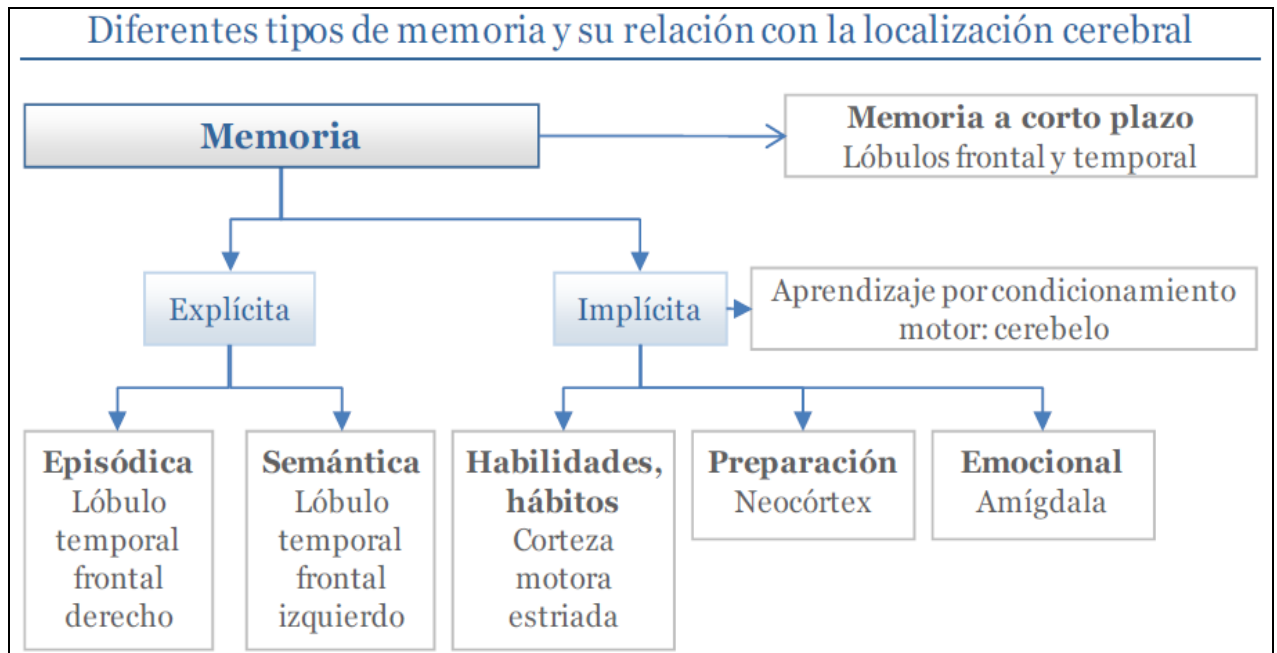 Diferentes tipos de memoria y su relación con la localización cerebral
Memoria
Memoria a corto plazo
Lóbulos frontal y temporal
Explícita
Implícita
Aprendizaje por condicionamiento
motor: cerebelo
Episódica
Lóbulo
temporal
frontal
derecho
Semántica
Lóbulo
temporal
frontal
izquierdo
Habilidades,
hábitos
Corteza
motora
estriada
Preparación
Neocórtex
Emocional
Amígdala